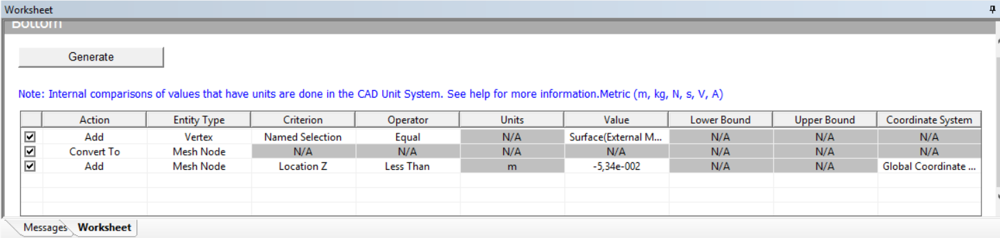 Worksheet
Bottom
Generate
Note: Internal comparisons of values that have units are done in the CAD Unit System. See help for more information.Metric (m, kg, N, s, V, A)
Action Entity Type Criterion Operator Units Value Lower Bound Upper Bound Coordinate System
Add Vertex Named Selection Equal N/A Surface(External M... N/A N/A N/A
Convert To Mesh Node N/A N/A N/A N/A N/A N/A N/A
Add Mesh Node Location Z Less Than m -5,34e-002 N/A N/A Global Coordinate ...
Messages Worksheet